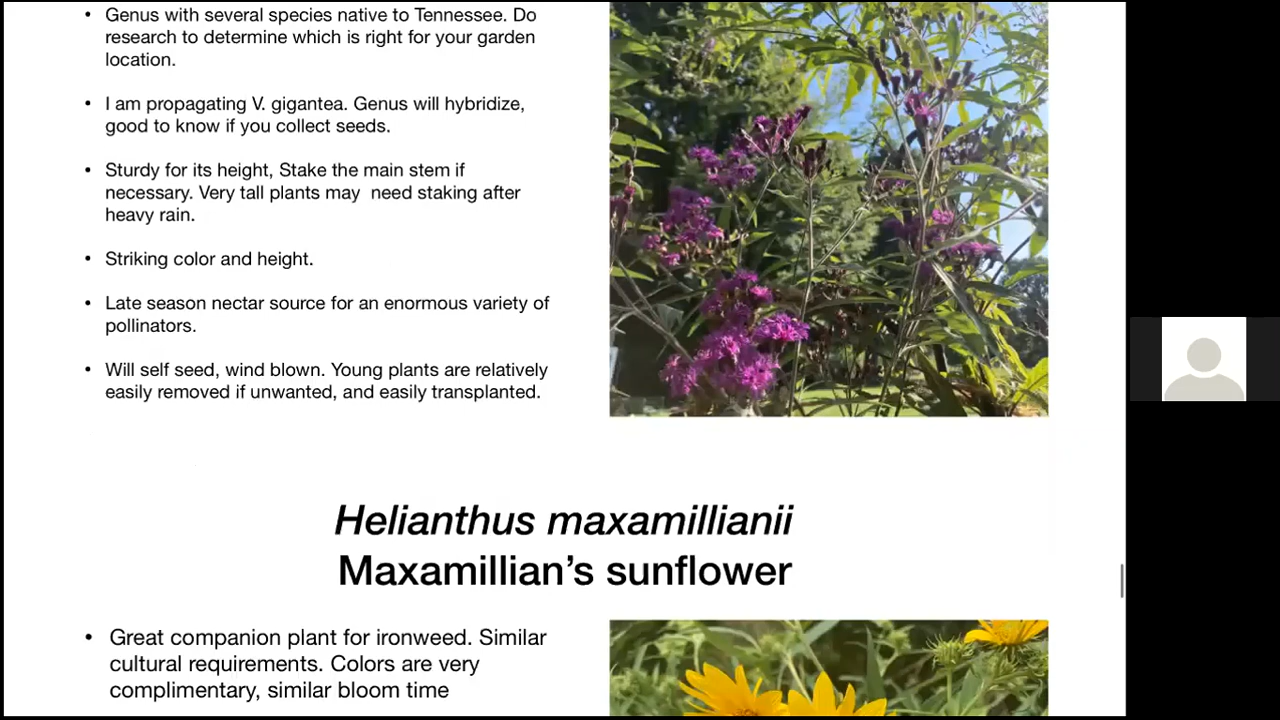 • Genus with several species native to Tennessee. Do
research to determine which is right for your garden
location.
• I am propagating V. gigantea. Genus will hybridize,
good to know if you collect seeds.
• Sturdy for its height, Stake the main stem if
necessary. Very tall plants may  need staking after
heavy rain.
• Striking color and height.
• Late season nectar source for an enormous variety of
pollinators.
• Will self seed, wind blown. Young plants are relatively
easily removed if unwanted, and easily transplanted.
Helianthus maxamillianii
Maxamillian’s sunflower
• Great companion plant for ironweed. Similar
cultural requirements. Colors are very
complimentary, similar bloom time